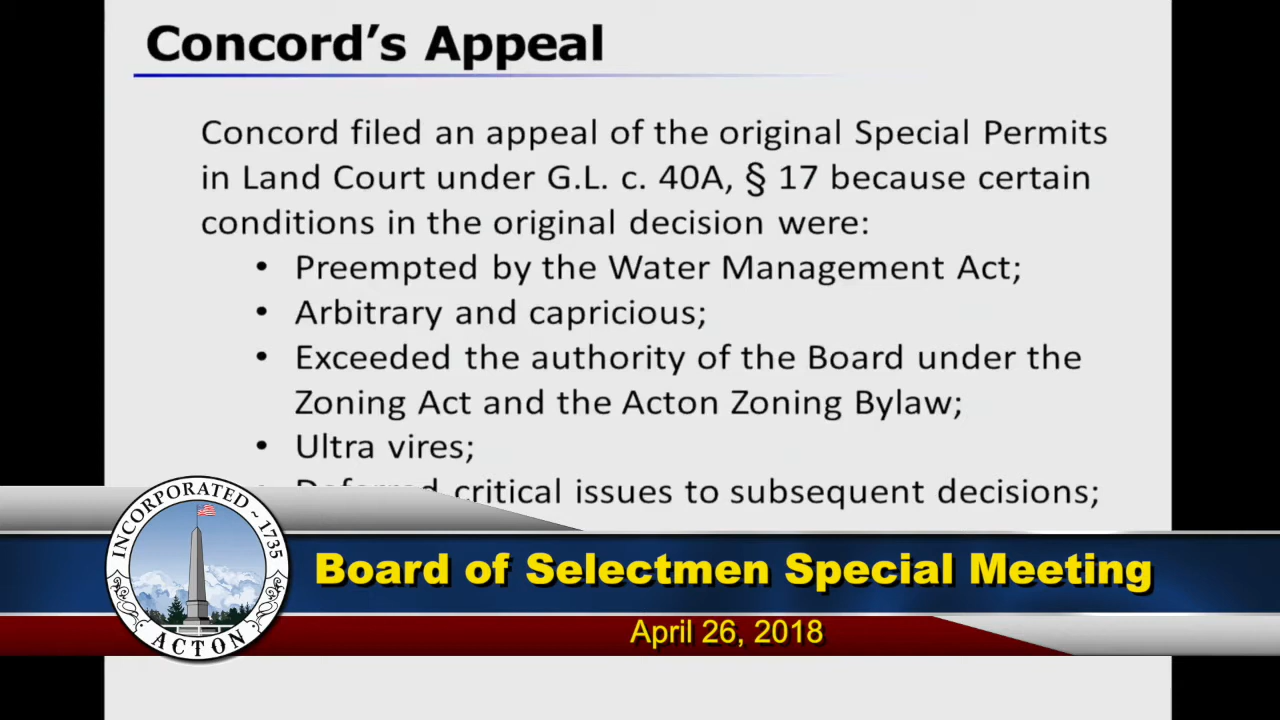 Concord's Appeal
Concord filed an appeal of the original Special Permits
in Land Court under G.L. c. 40A, § 17 because certain
conditions in the original decision were:
• Preempted by the Water Management Act;
• Arbitrary and capricious;
• Exceeded the authority of the Board under the
Zoning Act and the Acton Zoning Bylaw;
• Ultra vires;
• Deferred critical issues to subsequent decisions;
INCORPORATED ~ 1735
ACTON
Board of Selectmen Special Meeting
April 26, 2018